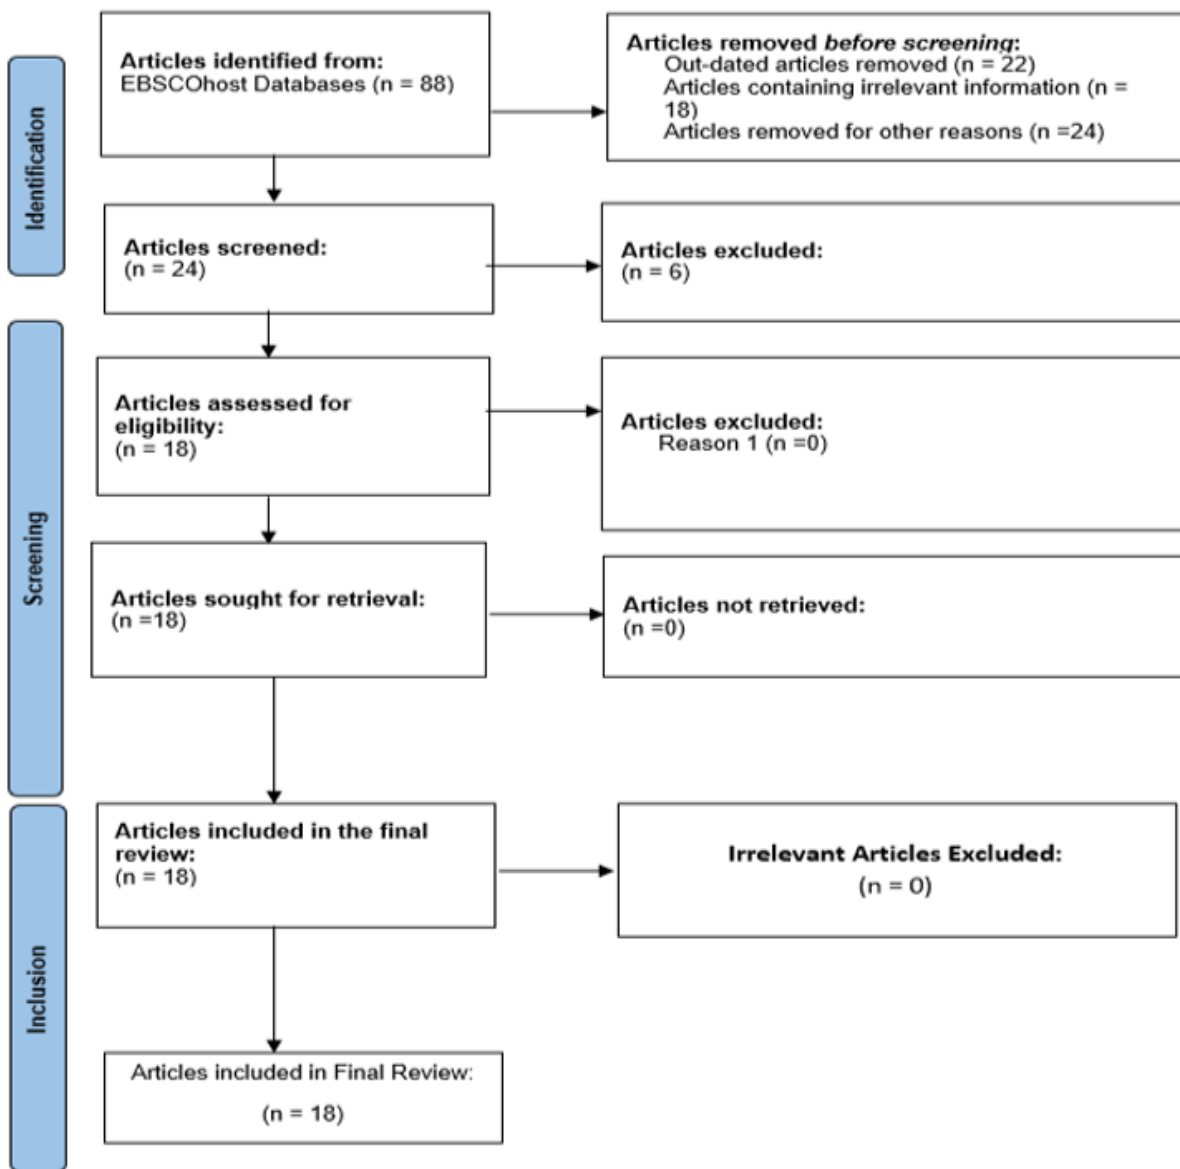 Identification
Articles identified from:
EBSCOhost Databases (n = 88)
Articles removed before screening:
Out-dated articles removed (n = 22)
Articles containing irrelevant information (n =
18)
Articles removed for other reasons (n =24)
Articles screened:
(n = 24)
Articles excluded:
(n = 6)
Screening
Articles assessed for
eligibility:
(n = 18)
Articles excluded:
Reason 1 (n =0)
Articles sought for retrieval:
(n =18)
Articles not retrieved:
(n =0)
Inclusion
Articles included in the final
review:
(n = 18)
Irrelevant Articles Excluded:
(n = 0)
Articles included in Final Review:
(n = 18)